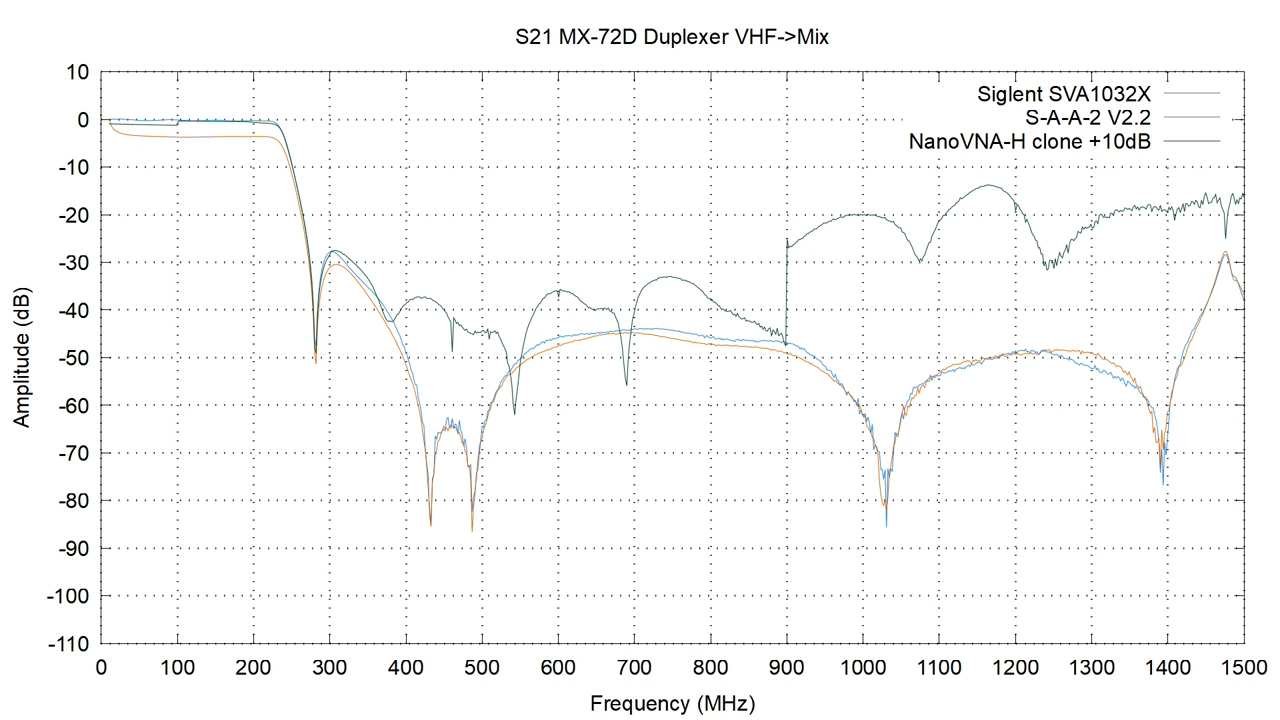 S21 MX-72D Duplexer VHF->Mix
Siglent SVA1032X
S-A-A-2 V2.2
NanoVNA-H clone +10dB
Amplitude (dB)
10
0
-10
-20
-30
-40
-50
-60
-70
-80
-90
-100
-110
0 100 200 300 400 500 600 700 800 900 1000 1100 1200 1300 1400 1500
Frequency (MHz)